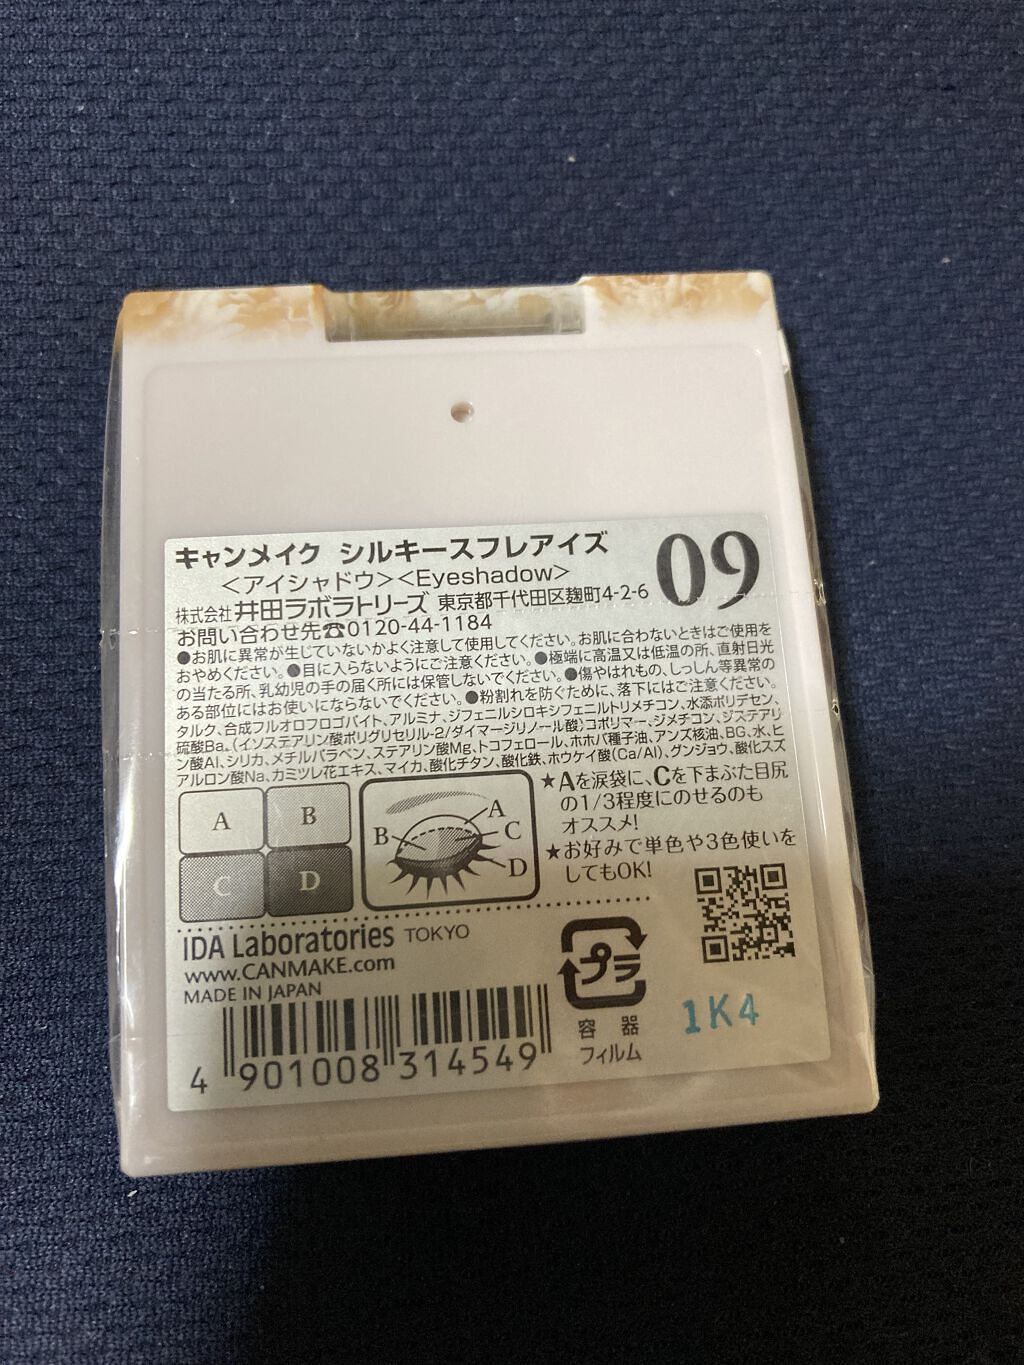 キャンメイク シルキースフレアイズ
09
<アイシャドウ><Eyeshadow>
株式会社井田ラボラトリーズ 東京都千代田区麹町4-2-6
お問い合わせ先☎0120-44-1184
●お肌に異常が生じていないかよく注意して使用してください。お肌に合わないときはご使用を
おやめください。●目に入らないようにご注意ください。●極端に高温又は低温の所、直射日光
の当たる所、乳幼児の手の届く所には保管しないでください。●傷やはれもの、しっしん等異常の
ある部位にはお使いにならないでください。●粉割れを防ぐために、落下にはご注意ください。
タルク、合成フルオロフロゴパイト、アルミナ、ジフェニルシロキシフェニルトリメチコン、水添ポリデセン、
硫酸Ba、(イソステアリン酸ポリグリセリル-2/ダイマージリノール酸)コポリマー、ジメチコン、ジステアリ
ン酸Al、シリカ、メチルパラベン、ステアリン酸Mg、トコフェロール、ホホバ種子油、アンズ核油、BG、水、ヒ
アルロン酸Na、カミツレ花エキス、マイカ、酸化チタン、酸化鉄、ホウケイ酸(Ca/Al)、グンジョウ、酸化スズ
A
B
C
D
A
B
C
D
★Aを涙袋に、Cを下まぶた目尻
の1/3程度にのせるのも
オススメ!
★お好みで単色や3色使いを
してもOK!
IDA Laboratories TOKYO
www.CANMAKE.com
MADE IN JAPAN
4 901008 314549
プラ
容 器
フィルム
1K4